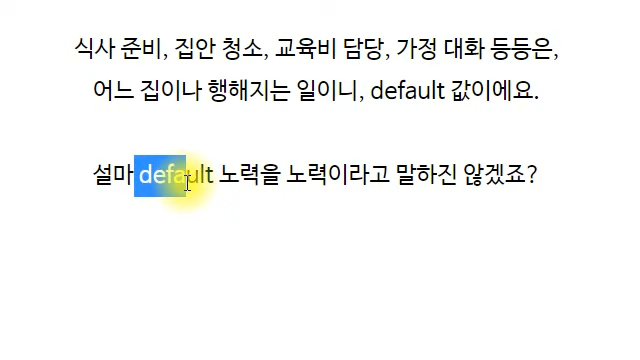 식사 준비, 집안 청소, 교육비 담당, 가정 대화 등등은,
어느 집이나 행해지는 일이니, default 값이에요.
설마 default 노력을 노력이라고 말하진 않겠죠?